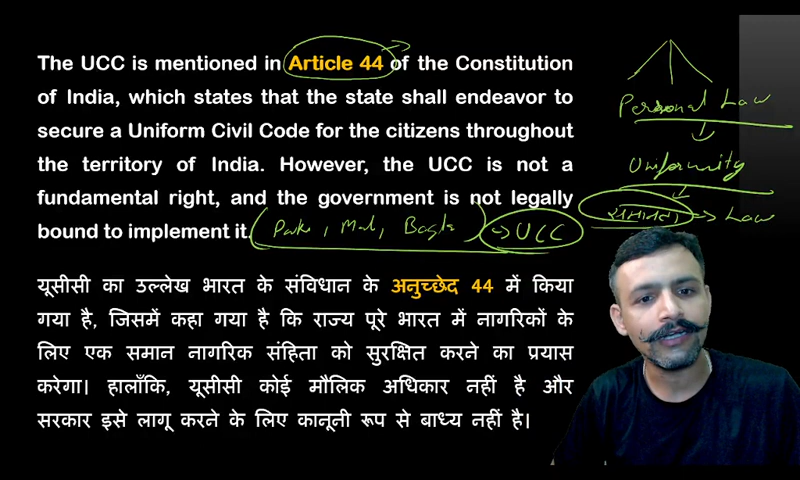 The UCC is mentioned in Article 44 of the Constitution
of India, which states that the state shall endeavor to
secure a Uniform Civil Code for the citizens throughout
the territory of India. However, the UCC is not a
fundamental right, and the government is not legally
bound to implement it.
Pak, Mal, Bagla → UCC
Personal Law
Uniformity
समानता → Law
यूसीसी का उल्लेख भारत के संविधान के अनुच्छेद 44 में किया
गया है, जिसमें कहा गया है कि राज्य पूरे भारत में नागरिकों के
लिए एक समान नागरिक संहिता को सुरक्षित करने का प्रयास
करेगा। हालाँकि, यूसीसी कोई मौलिक अधिकार नहीं है और
सरकार इसे लागू करने के लिए कानूनी रूप से बाध्य नहीं है।